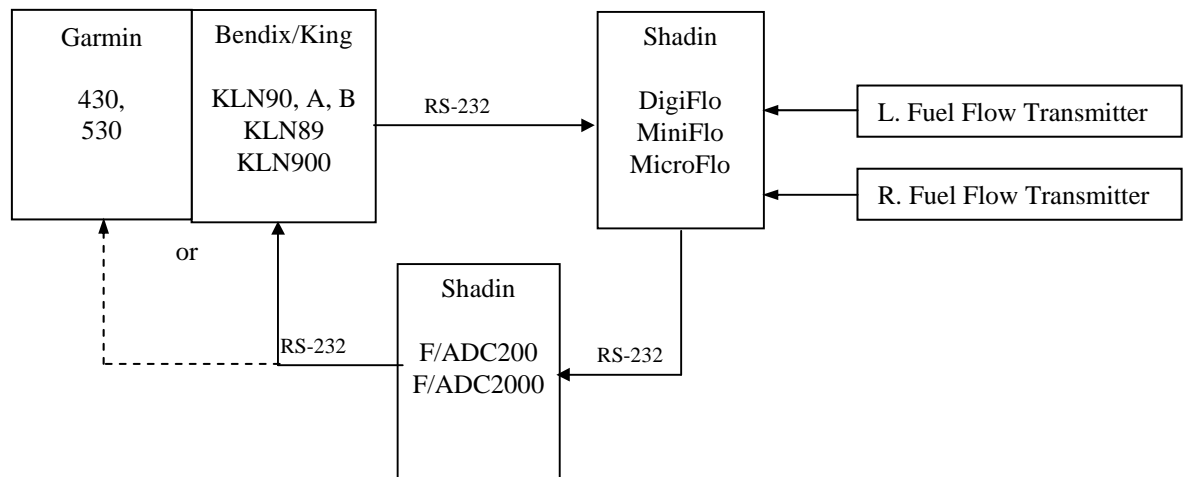 Garmin
430,
530
Bendix/King
KLN90, A, B
KLN89
KLN900
RS-232
Shadin
DigiFlo
MiniFlo
MicroFlo
L. Fuel Flow Transmitter
R. Fuel Flow Transmitter
or
RS-232
Shadin
F/ADC200
F/ADC2000
RS-232